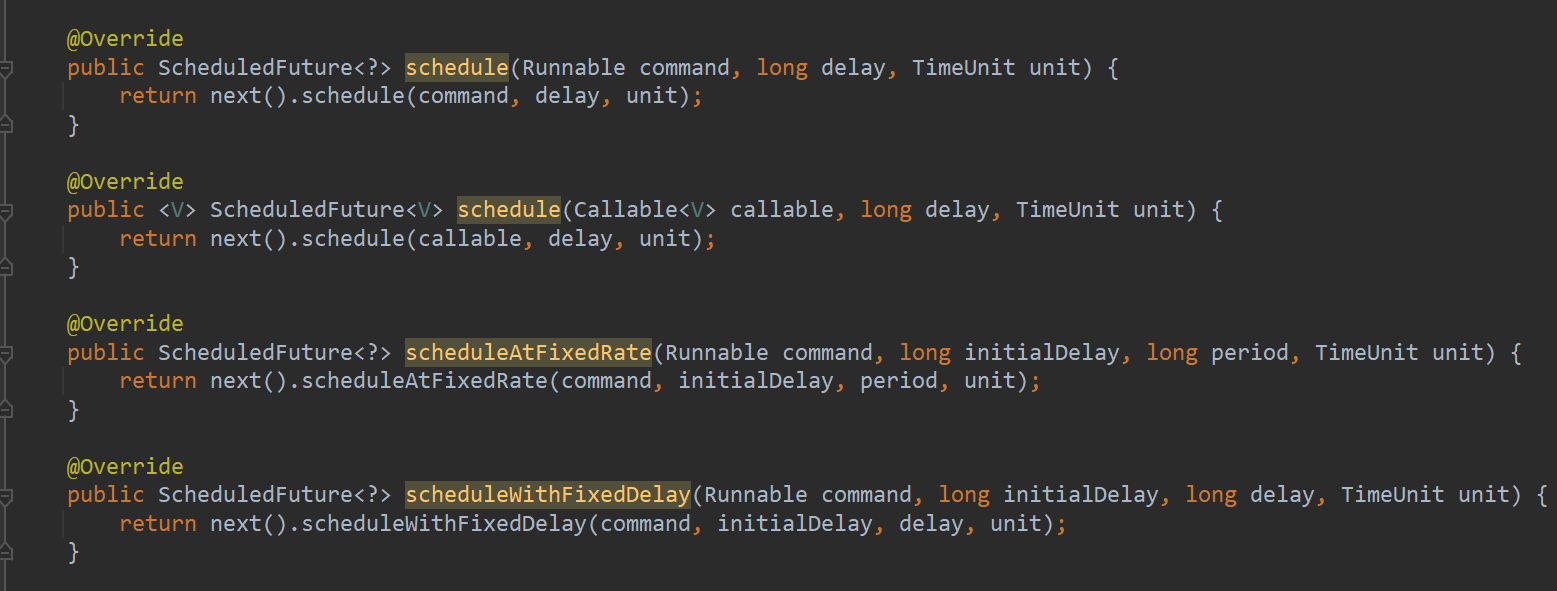 @Override
public ScheduledFuture<?> schedule(Runnable command, long delay, TimeUnit unit) {
    return next().schedule(command, delay, unit);
}

@Override
public <V> ScheduledFuture<V> schedule(Callable<V> callable, long delay, TimeUnit unit) {
    return next().schedule(callable, delay, unit);
}

@Override
public ScheduledFuture<?> scheduleAtFixedRate(Runnable command, long initialDelay, long period, TimeUnit unit) {
    return next().scheduleAtFixedRate(command, initialDelay, period, unit);
}

@Override
public ScheduledFuture<?> scheduleWithFixedDelay(Runnable command, long initialDelay, long delay, TimeUnit unit) {
    return next().scheduleWithFixedDelay(command, initialDelay, delay, unit);
}